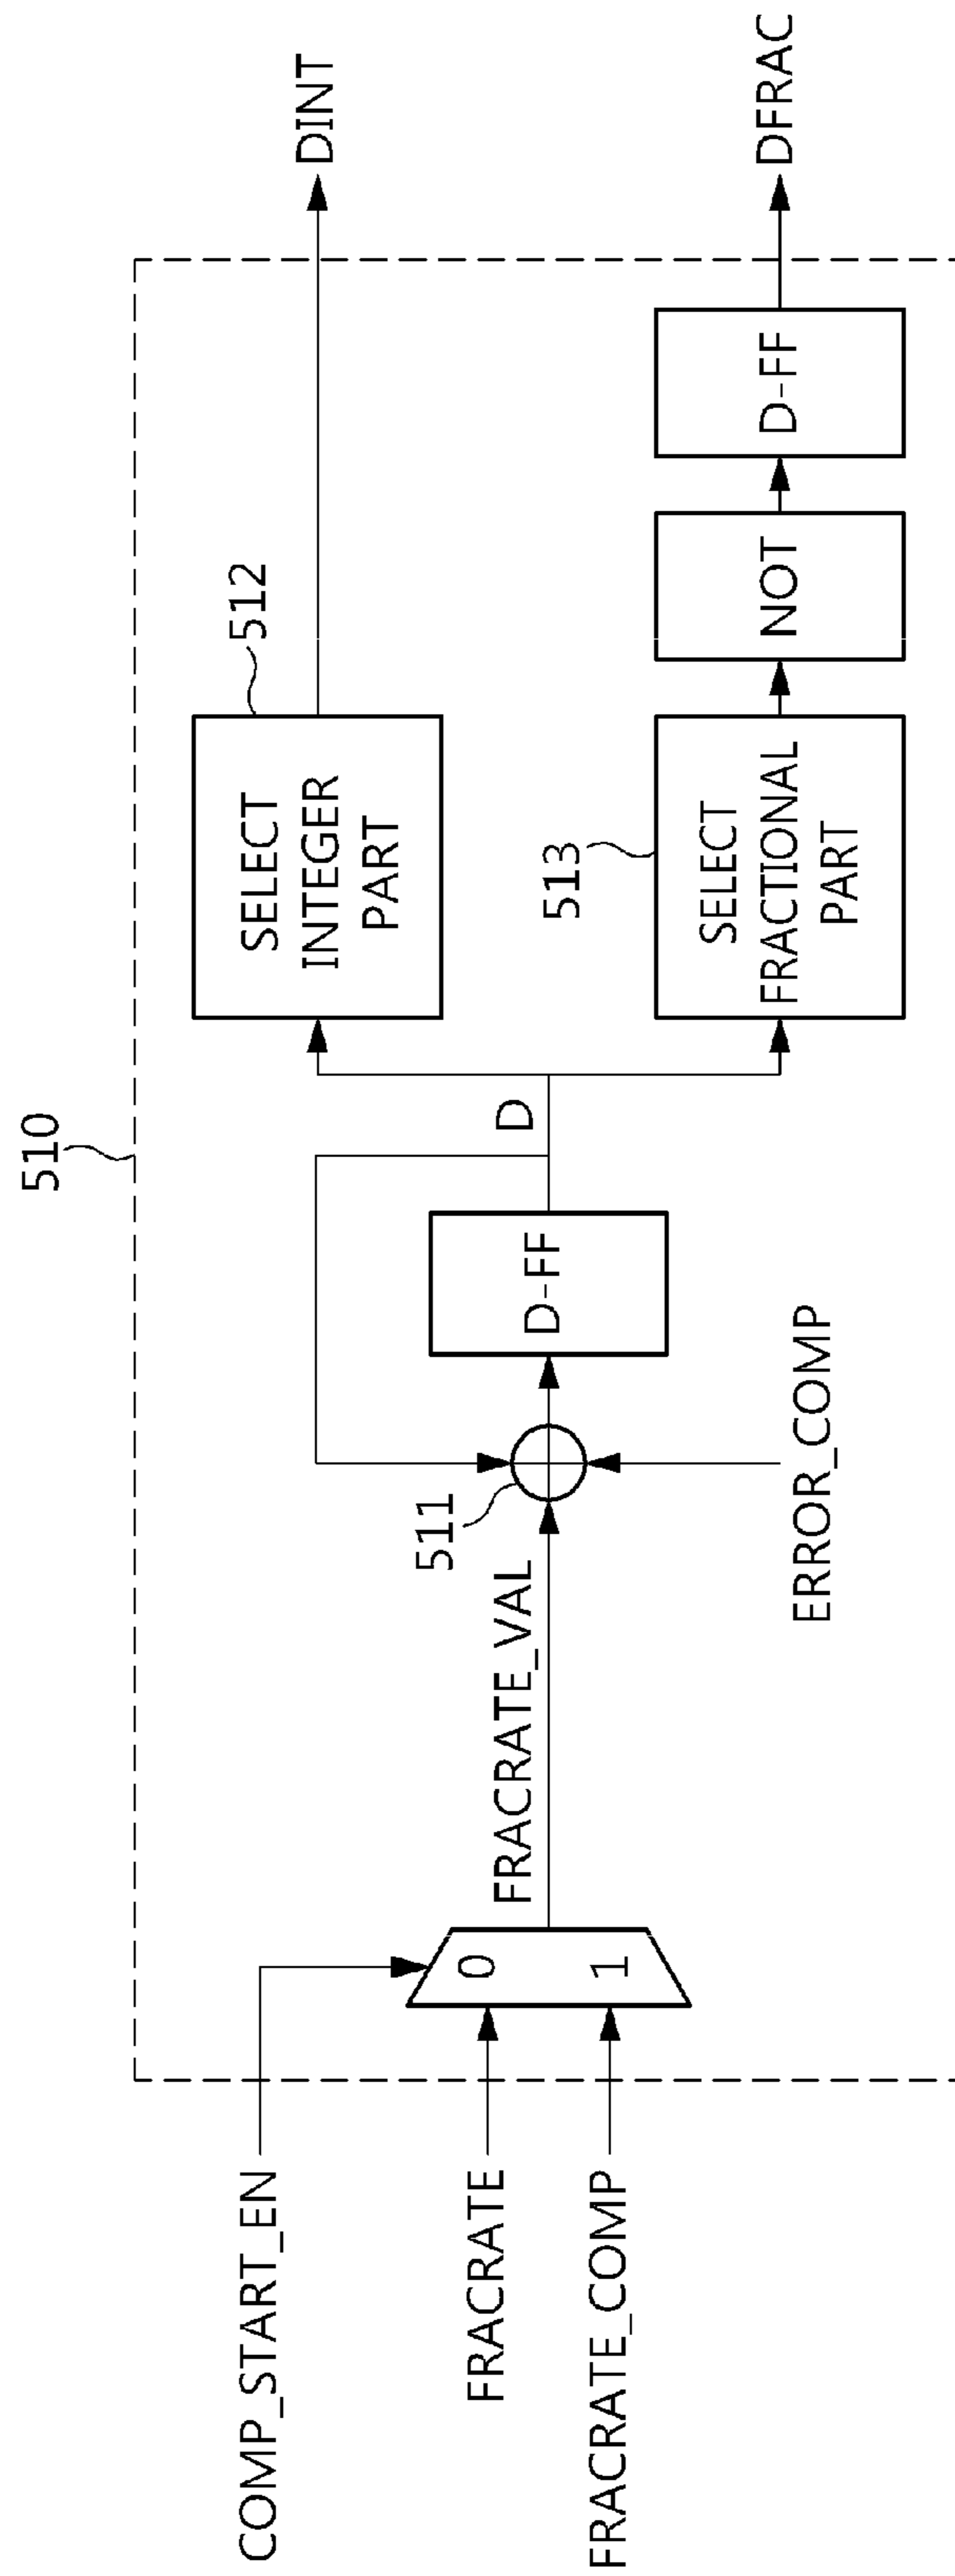 510
COMP_START_EN
FRACRATE
FRACRATE_COMP
0
1
FRACRATE_VAL
511
ERROR_COMP
D-FF
D
512
SELECT
INTEGER
PART
DINT
513
SELECT
FRACTIONAL
PART
NOT
D-FF
DFRAC